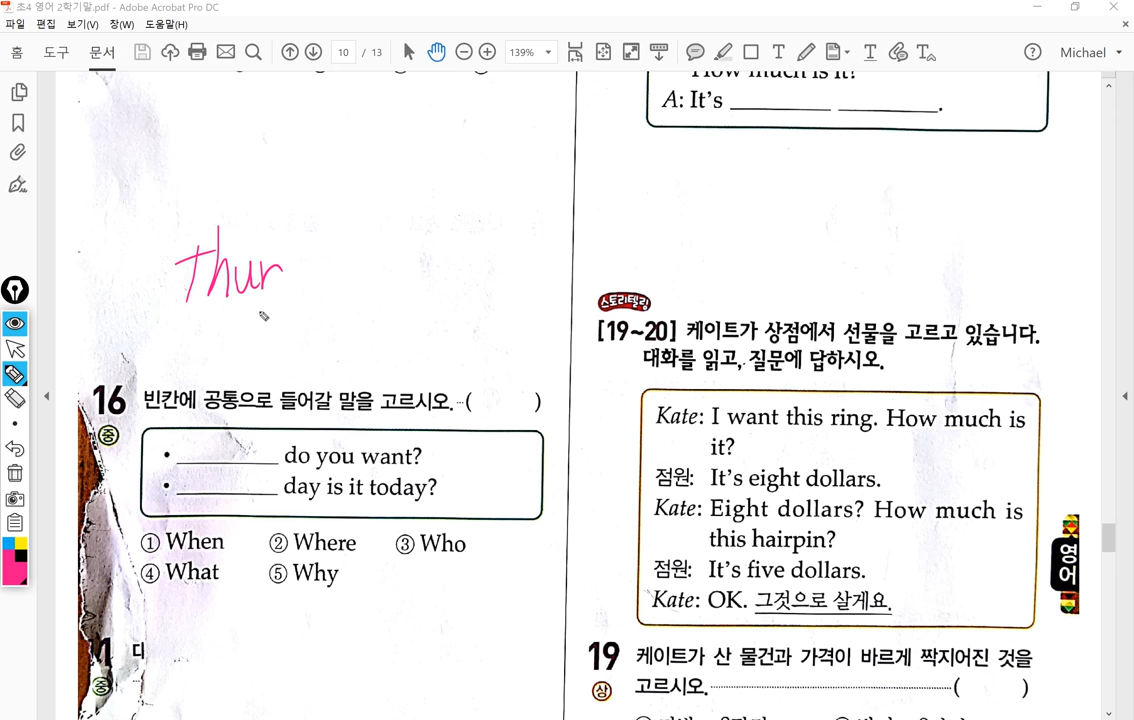 초4 영어 2학기말.pdf - Adobe Acrobat Pro DC
파일 편집 보기(V) 창(W) 도움말(H)
홈 도구 문서 10 / 13 139% Michael
How much is it?
A: It's ________ ________.
thur
16 빈칸에 공통으로 들어갈 말을 고르시오. ( )
중
• ________ do you want?
• ________ day is it today?
① When ② Where ③ Who
④ What ⑤ Why
중
스토리텔링
[19~20] 케이트가 상점에서 선물을 고르고 있습니다.
대화를 읽고, 질문에 답하시오.
Kate: I want this ring. How much is
it?
점원: It's eight dollars.
Kate: Eight dollars? How much is
this hairpin?
점원: It's five dollars.
Kate: OK. 그것으로 살게요.
영어
19 케이트가 산 물건과 가격이 바르게 짝지어진 것을
상 고르시오. ( )